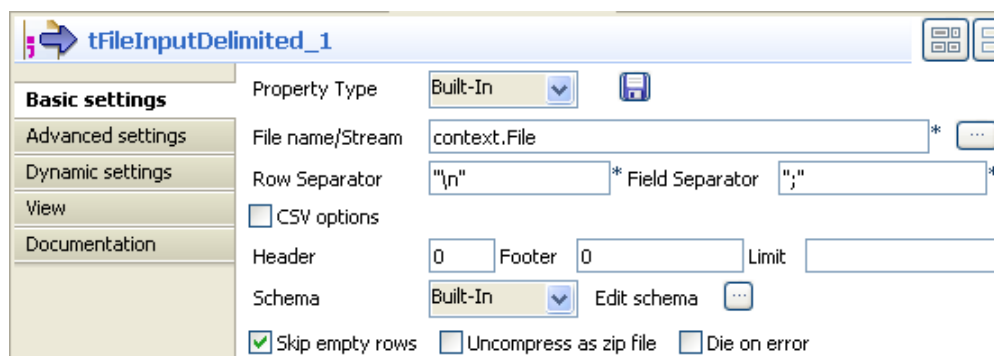 tFileInputDelimited_1
Basic settings
Advanced settings
Dynamic settings
View
Documentation
Property Type Built-In
File name/Stream context.File * ...
Row Separator "\n" * Field Separator ";" *
CSV options
Header 0 Footer 0 Limit
Schema Built-In Edit schema ...
Skip empty rows Uncompress as zip file Die on error